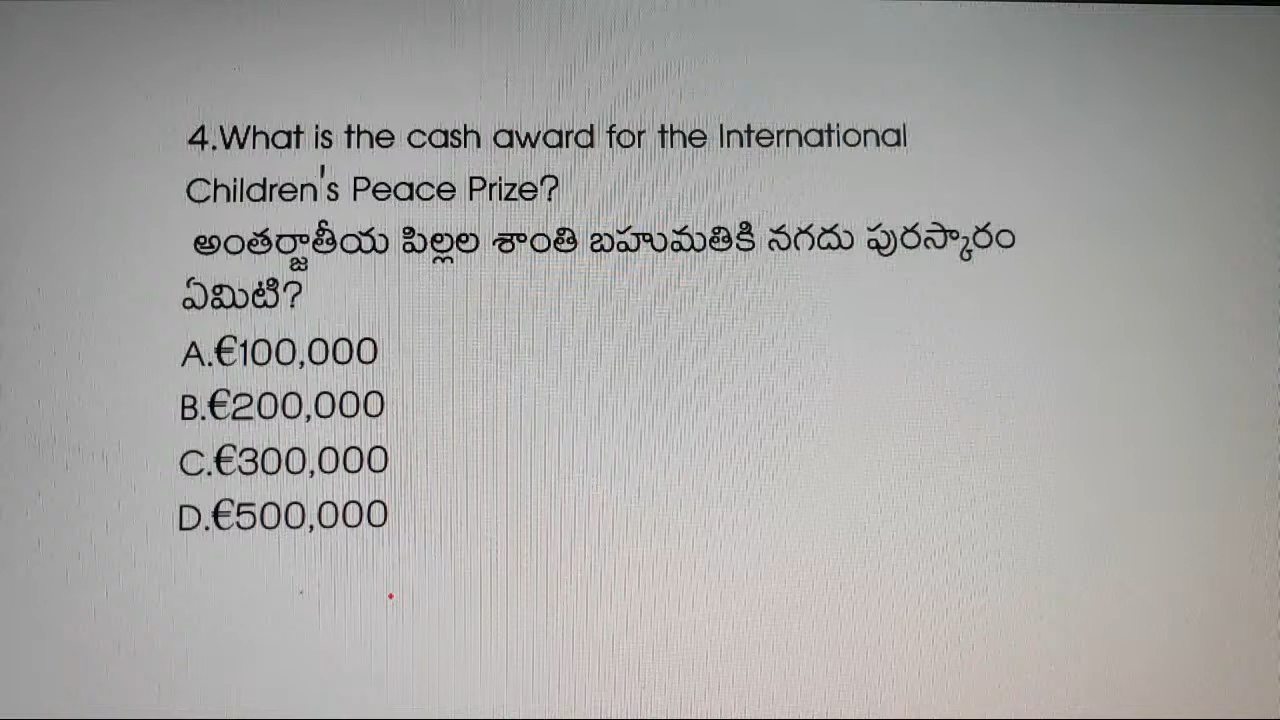 4.What is the cash award for the International
Children's Peace Prize?
అంతర్జాతీయ పిల్లల శాంతి బహుమతికి నగదు పురస్కారం
ఏమిటి?
A.€100,000
B.€200,000
C.€300,000
D.€500,000